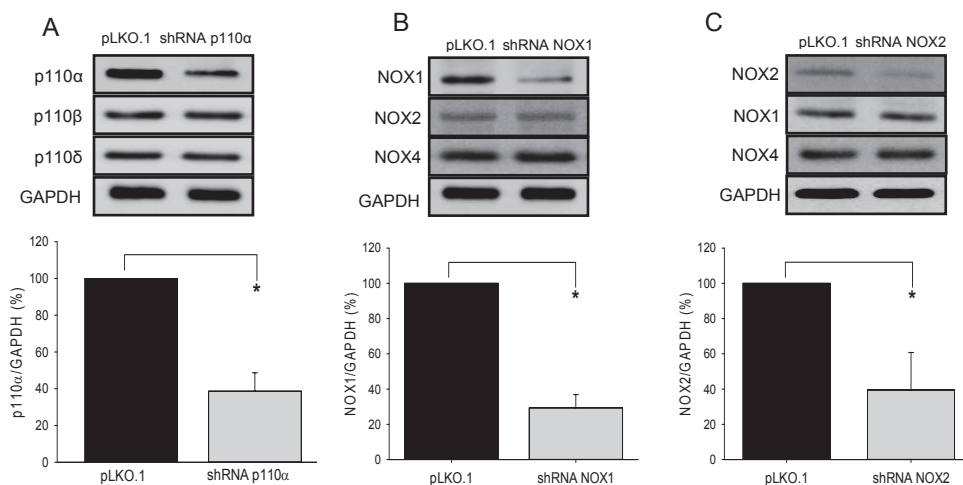 A
pLKO.1 shRNA p110α
p110α
p110β
p110δ
GAPDH
120
100
80
60
40
20
0
p110α/GAPDH (%)
*
pLKO.1 shRNA p110α
B
pLKO.1 shRNA NOX1
NOX1
NOX2
NOX4
GAPDH
120
100
80
60
40
20
0
NOX1/GAPDH (%)
*
pLKO.1 shRNA NOX1
C
pLKO.1 shRNA NOX2
NOX2
NOX1
NOX4
GAPDH
120
100
80
60
40
20
0
NOX2/GAPDH (%)
*
pLKO.1 shRNA NOX2